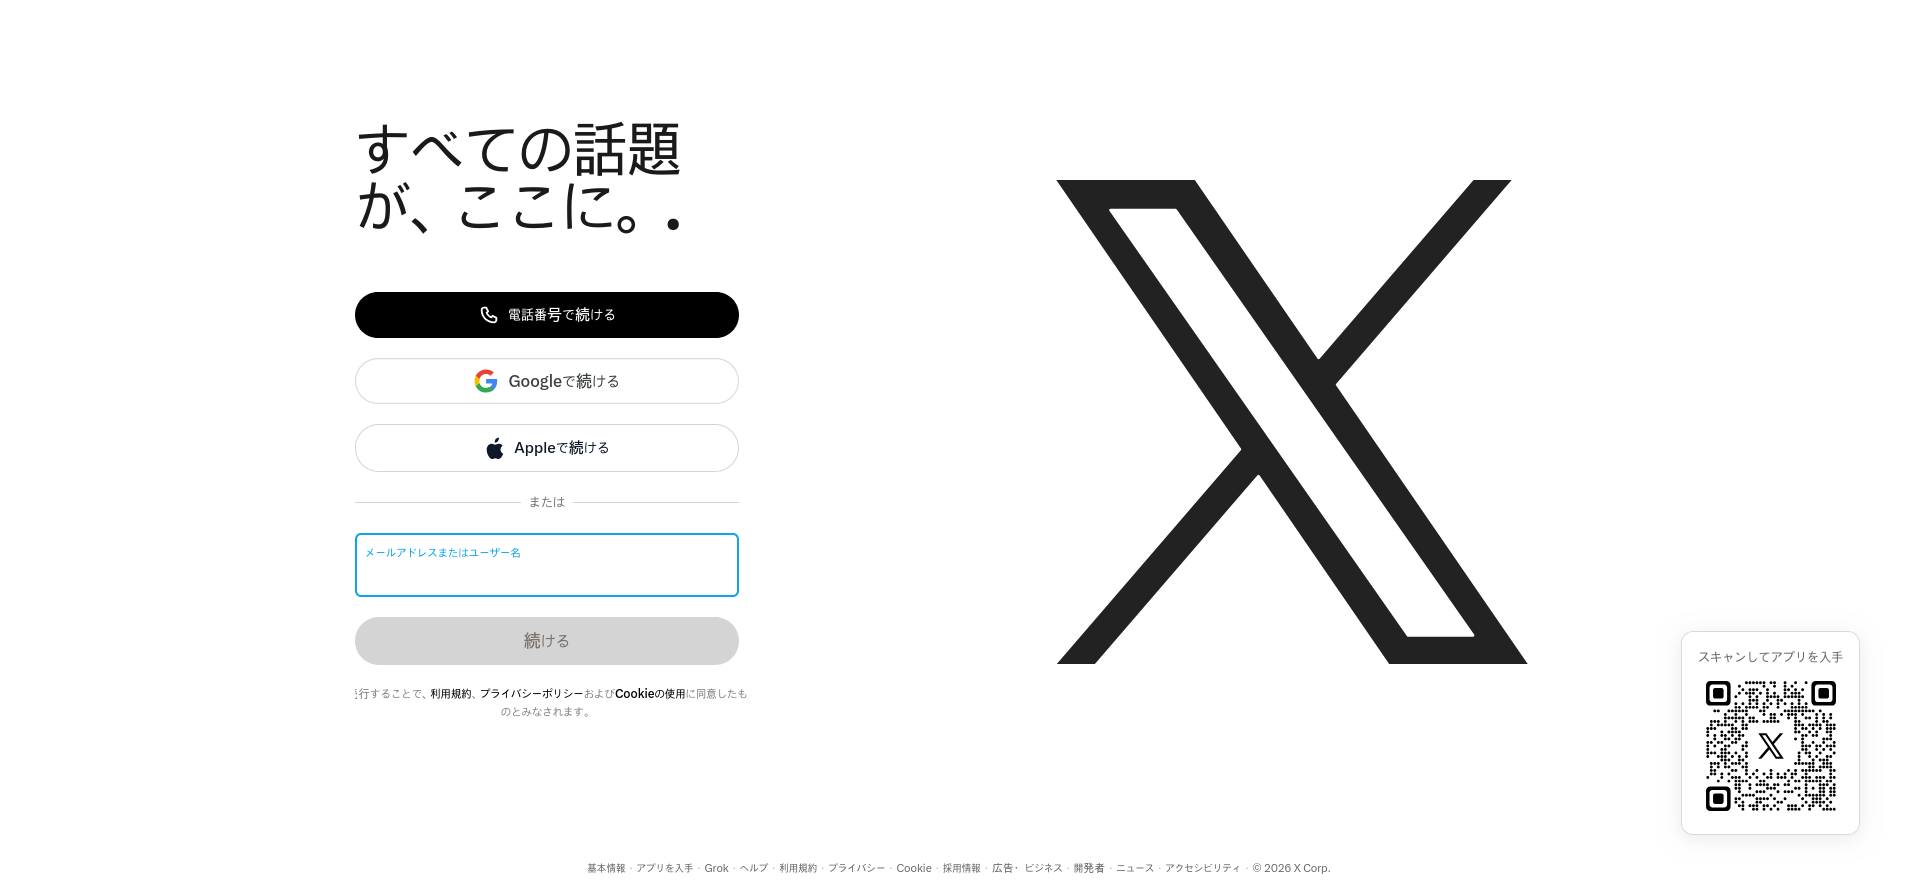 すべての話題
が、ここに。.
電話番号で続ける
Googleで続ける
Appleで続ける
または
メールアドレスまたはユーザー名
続ける
行することで、利用規約、プライバシーポリシーおよびCookieの使用に同意したも
のとみなされます。
スキャンしてアプリを入手
基本情報 · アプリを入手 · Grok · ヘルプ · 利用規約 · プライバシー · Cookie · 採用情報 · 広告· ビジネス · 開発者 · ニュース · アクセシビリティ · © 2026 X Corp.